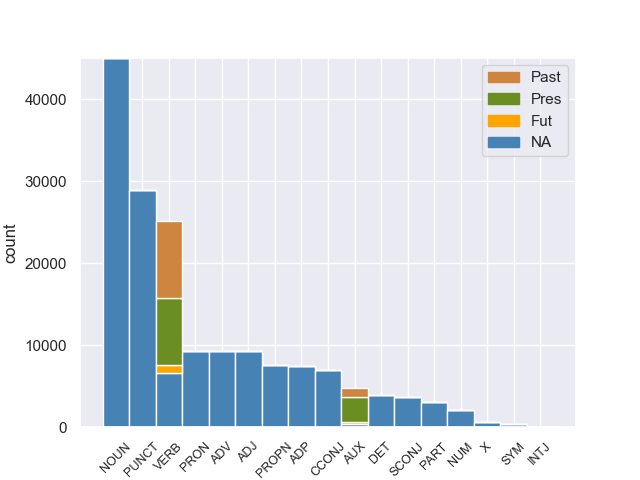 Past
Pres
Fut
NA
count
40000
30000
20000
10000
0
NOUN
PUNCT
VERB
PRON
ADV
ADJ
PROPN
ADP
CCONJ
AUX
DET
SCONJ
PART
NUM
X
SYM
INTJ